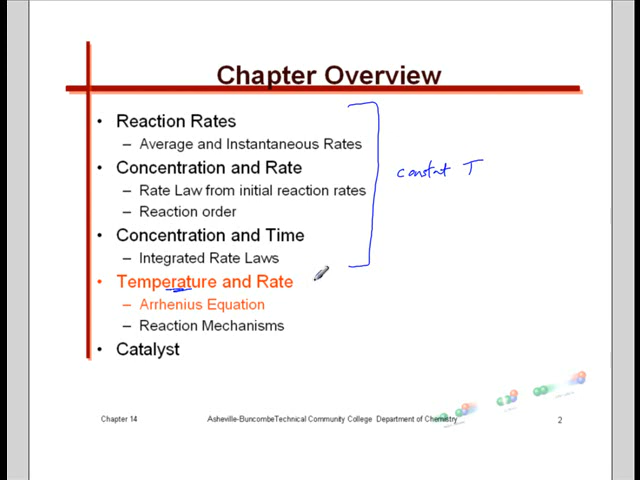 Chapter Overview
• Reaction Rates
– Average and Instantaneous Rates
• Concentration and Rate
– Rate Law from initial reaction rates
– Reaction order
constant T
• Concentration and Time
– Integrated Rate Laws
• Temperature and Rate
– Arrhenius Equation
– Reaction Mechanisms
• Catalyst
Chapter 14 Asheville-BuncombeTechnical Community College Department of Chemistry 2